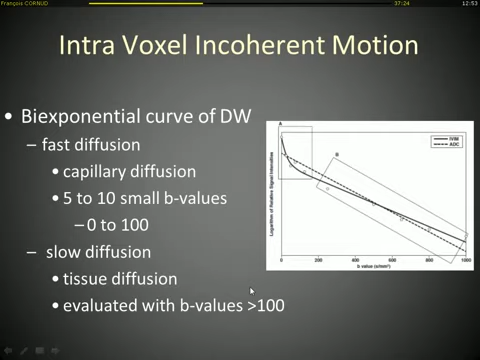 François CORNUD
37:24
12:53
Intra Voxel Incoherent Motion
• Biexponential curve of DW
– fast diffusion
• capillary diffusion
• 5 to 10 small b-values
– 0 to 100
– slow diffusion
• tissue diffusion
• evaluated with b-values >100
A
B
IVIM
ADC
Logarithm of Relative Signal Intensities
0
200
400
600
800
1000
b value (s/mm²)